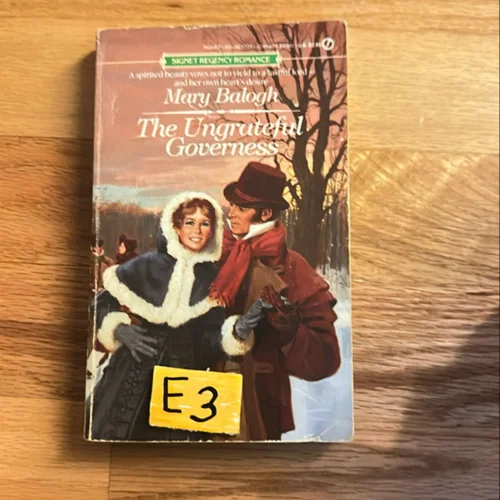 SIGNET REGENCY ROMANCE
A spirited beauty vows not to yield to a lustful lord—
and her own heart's desire
Mary Balogh
The Ungrateful
Governess
E3